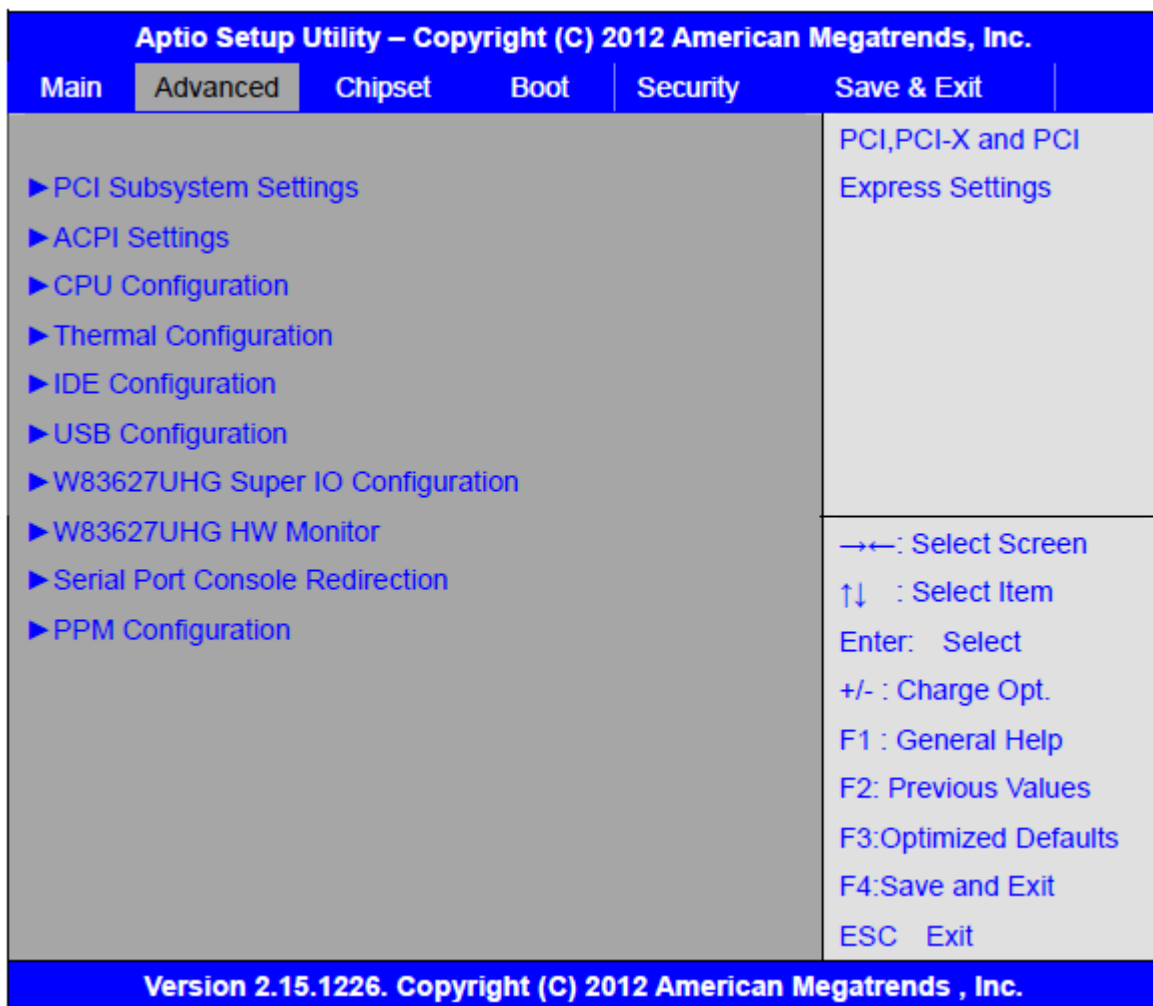 Aptio Setup Utility – Copyright (C) 2012 American Megatrends, Inc.
Main Advanced Chipset Boot Security Save & Exit
►PCI Subsystem Settings
►ACPI Settings
►CPU Configuration
►Thermal Configuration
►IDE Configuration
►USB Configuration
►W83627UHG Super IO Configuration
►W83627UHG HW Monitor
►Serial Port Console Redirection
►PPM Configuration
PCI,PCI-X and PCI
Express Settings
→←: Select Screen
↑↓ : Select Item
Enter: Select
+/- : Charge Opt.
F1 : General Help
F2: Previous Values
F3:Optimized Defaults
F4:Save and Exit
ESC Exit
Version 2.15.1226. Copyright (C) 2012 American Megatrends , Inc.